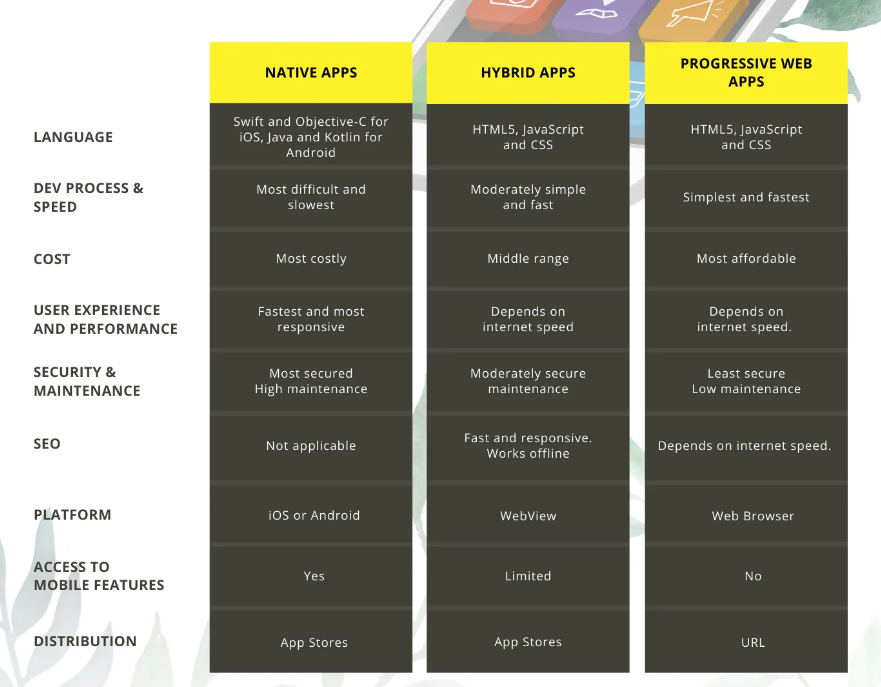 NATIVE APPS
HYBRID APPS
PROGRESSIVE WEB
APPS
LANGUAGE
Swift and Objective-C for
iOS, Java and Kotlin for
Android
HTML5, JavaScript
and CSS
HTML5, JavaScript
and CSS
DEV PROCESS &
SPEED
Most difficult and
slowest
Moderately simple
and fast
Simplest and fastest
COST
Most costly
Middle range
Most affordable
USER EXPERIENCE
AND PERFORMANCE
Fastest and most
responsive
Depends on
internet speed
Depends on
internet speed.
SECURITY &
MAINTENANCE
Most secured
High maintenance
Moderately secure
maintenance
Least secure
Low maintenance
SEO
Not applicable
Fast and responsive.
Works offline
Depends on internet speed.
PLATFORM
iOS or Android
WebView
Web Browser
ACCESS TO
MOBILE FEATURES
Yes
Limited
No
DISTRIBUTION
App Stores
App Stores
URL